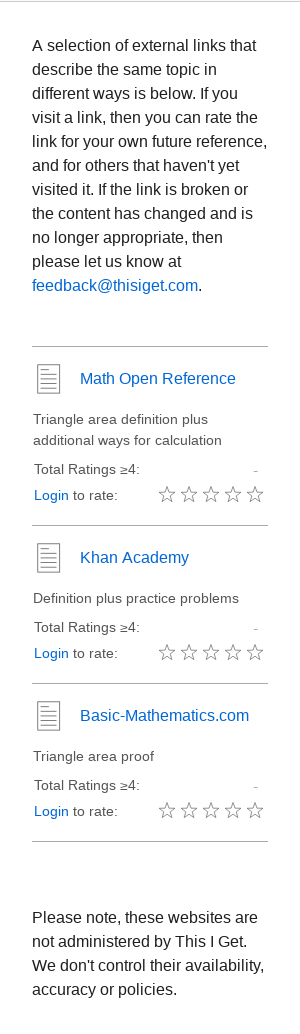 A selection of external links that
describe the same topic in
different ways is below. If you
visit a link, then you can rate the
link for your own future reference,
and for others that haven't yet
visited it. If the link is broken or
the content has changed and is
no longer appropriate, then
please let us know at
feedback@thisiget.com.
Math Open Reference
Triangle area definition plus
additional ways for calculation
Total Ratings ≥4: -
Login to rate:
Khan Academy
Definition plus practice problems
Total Ratings ≥4: -
Login to rate:
Basic-Mathematics.com
Triangle area proof
Total Ratings ≥4: -
Login to rate:
Please note, these websites are
not administered by This I Get.
We don't control their availability,
accuracy or policies.